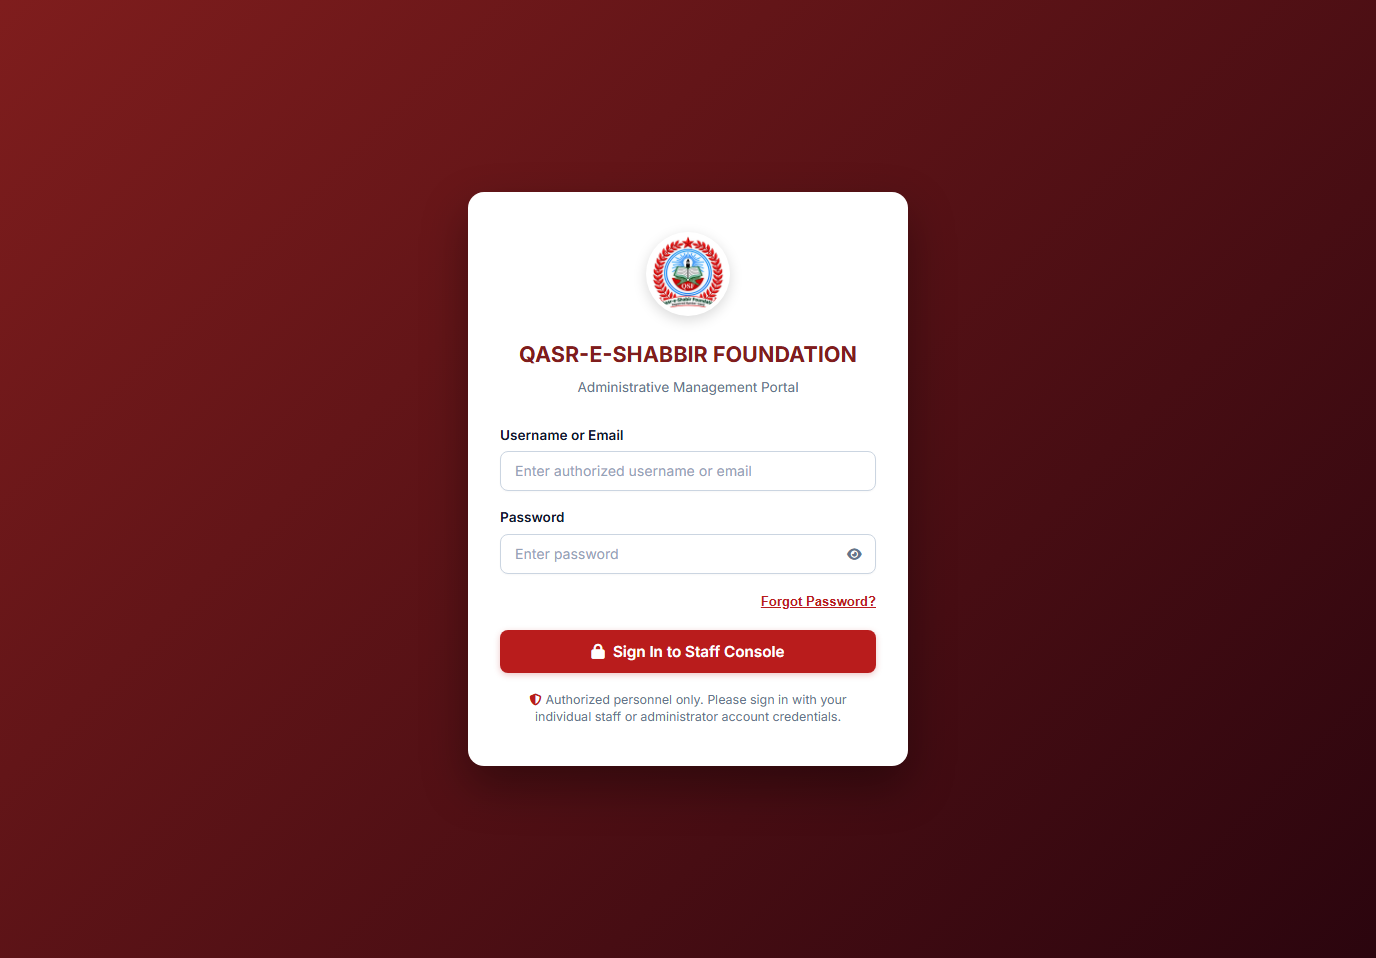 QSF
QASR-E-SHABBIR FOUNDATION
Administrative Management Portal
Username or Email
Enter authorized username or email
Password
Enter password
Forgot Password?
Sign In to Staff Console
Authorized personnel only. Please sign in with your
individual staff or administrator account credentials.